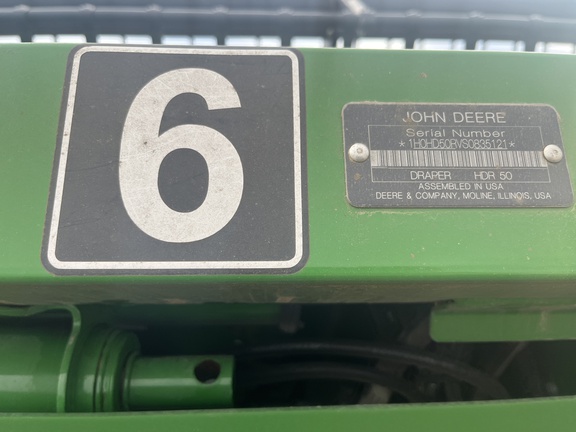 6
JOHN DEERE
Serial Number
*1H0HD50RVS0835121*
DRAPER HDR 50
ASSEMBLED IN USA
DEERE & COMPANY, MOLINE, ILLINOIS, USA